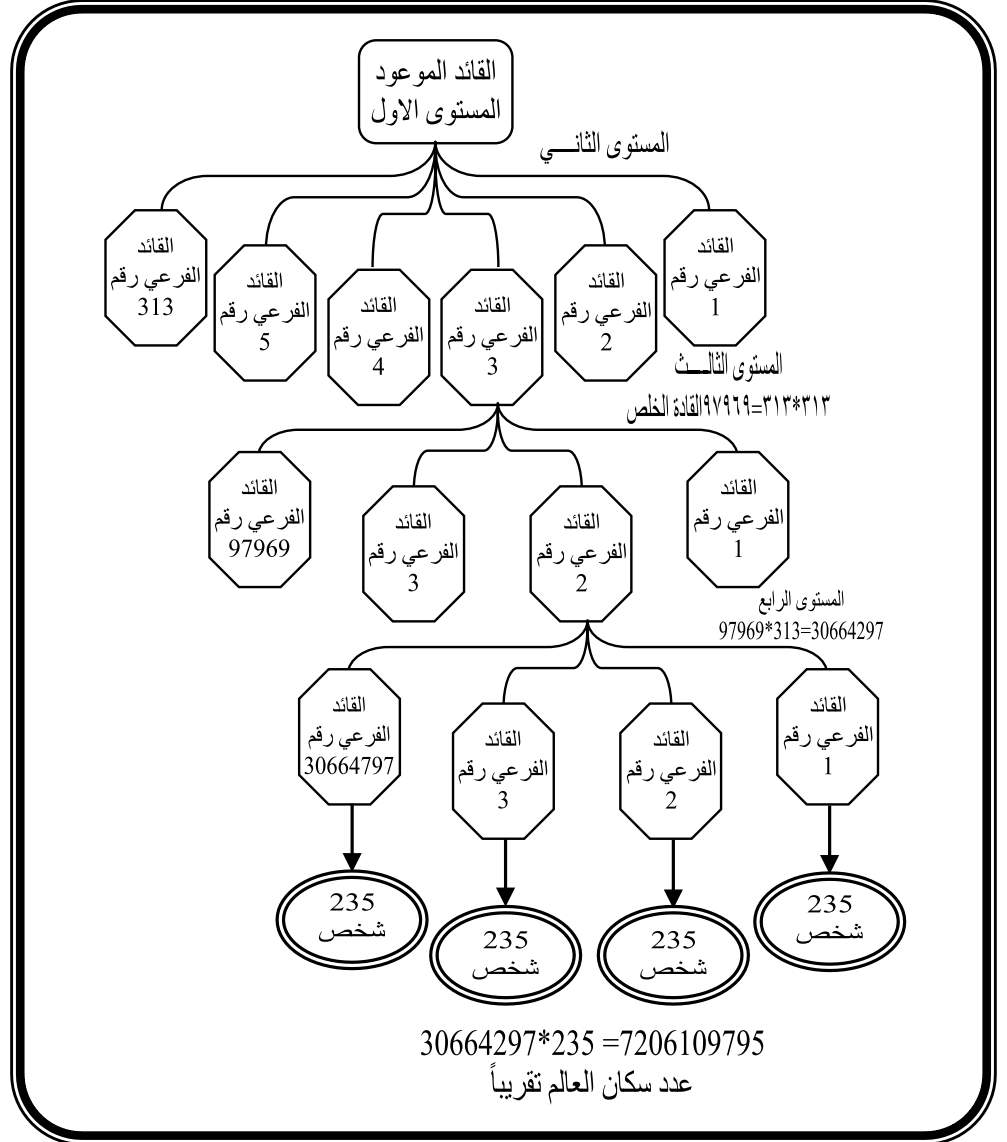 القائد الموعود
المستوى الاول
المستوى الثاني
القائد
الفرعي رقم
1
القائد
الفرعي رقم
2
القائد
الفرعي رقم
3
القائد
الفرعي رقم
4
القائد
الفرعي رقم
5
القائد
الفرعي رقم
313
المستوى الثالث
٣١٣*٣١٣=٩٧٩٦٩القادة الخلص
القائد
الفرعي رقم
1
القائد
الفرعي رقم
2
القائد
الفرعي رقم
3
القائد
الفرعي رقم
97969
المستوى الرابع
97969*313=30664297
القائد
الفرعي رقم
1
القائد
الفرعي رقم
2
القائد
الفرعي رقم
3
القائد
الفرعي رقم
30664797
235
شخص
235
شخص
235
شخص
235
شخص
30664297*235 =7206109795
عدد سكان العالم تقريباً